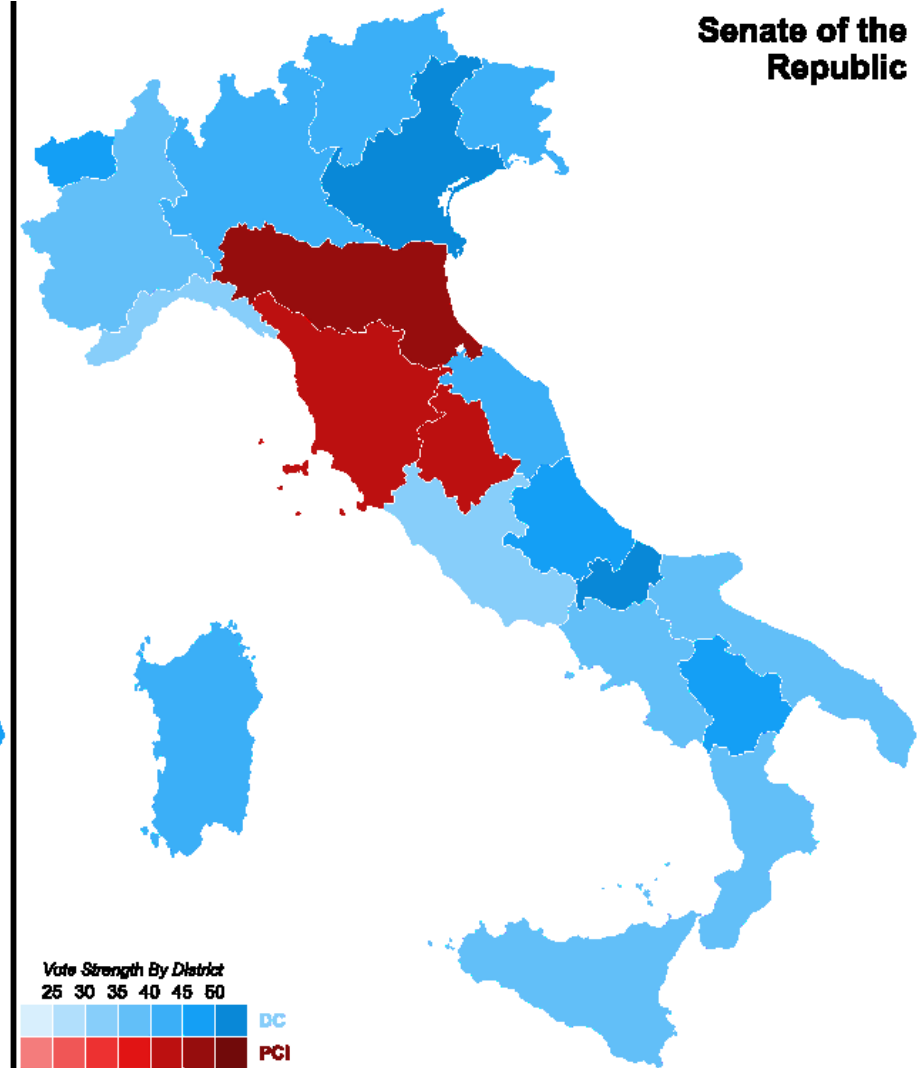 Senate of the
Republic
Vote Strength By District
25 30 35 40 45 50
DC
PCI